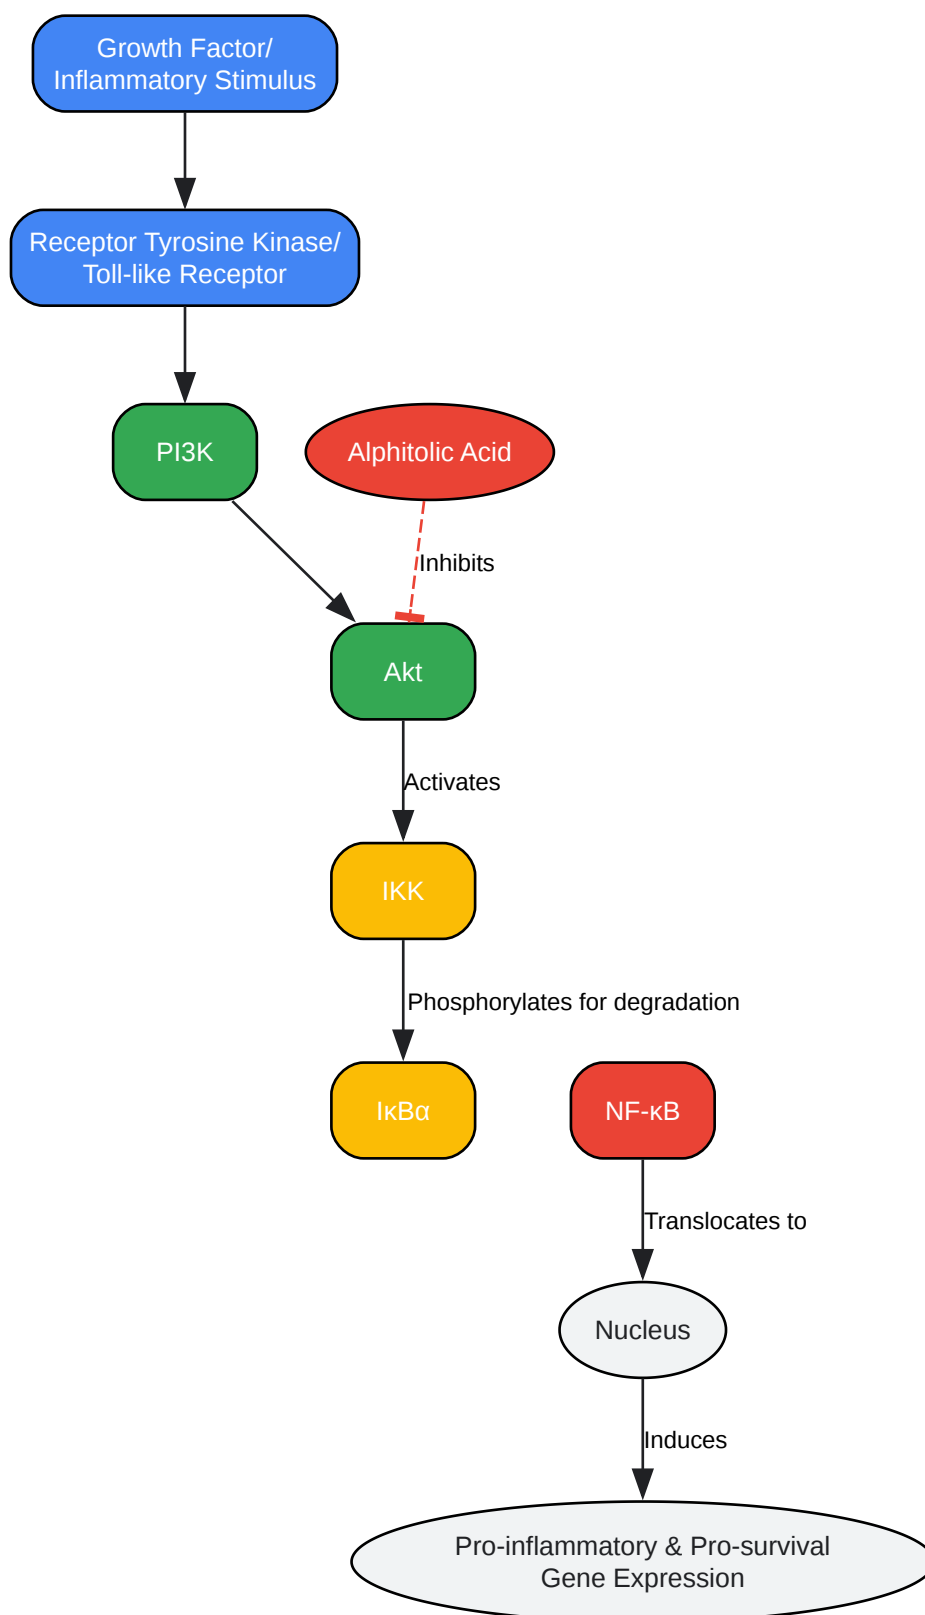 Growth Factor/
Inflammatory Stimulus
Receptor Tyrosine Kinase/
Toll-like Receptor
PI3K
Alphitolic Acid
Inhibits
Akt
Activates
IKK
Phosphorylates for degradation
IκBα
NF-κB
Translocates to
Nucleus
Induces
Pro-inflammatory & Pro-survival
Gene Expression